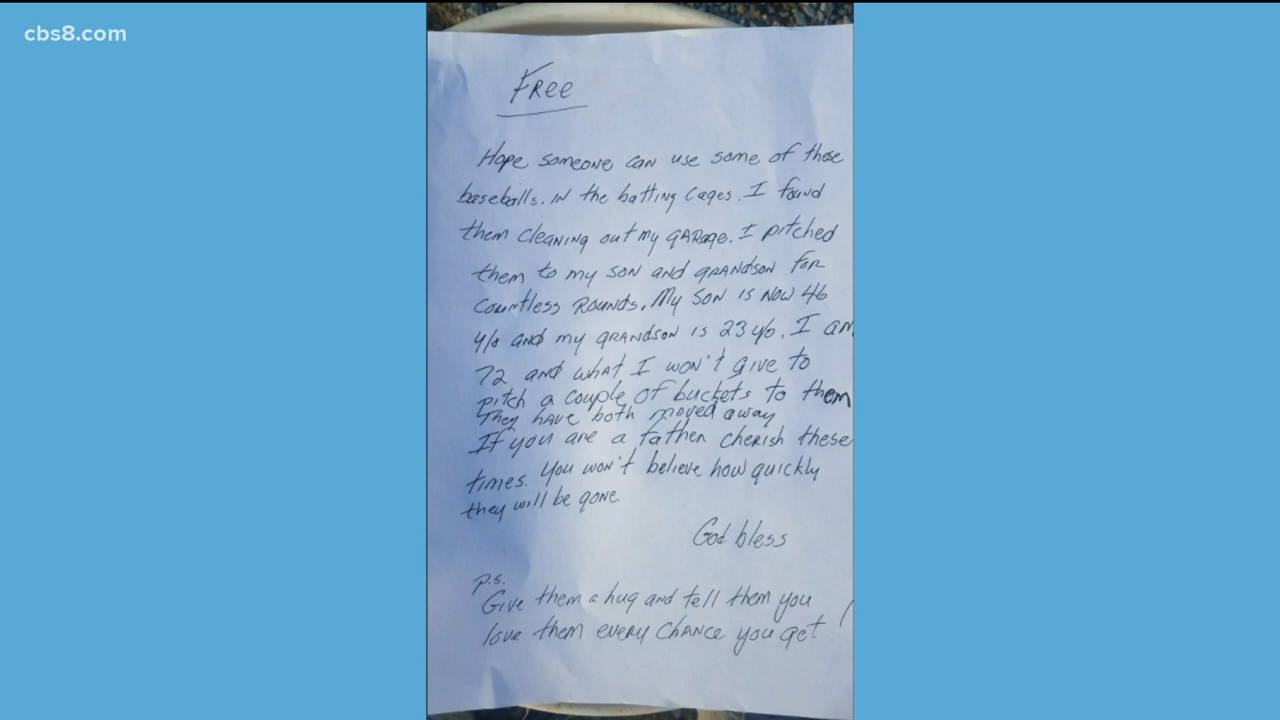 cbs8.com
Free
Hope someone can use some of these
baseballs. in the batting cages. I found
them cleaning out my garage. I pitched
them to my son and grandson for
countless rounds. My son is now 46
y/o and my grandson is 23 y/o. I am
72 and what I won't give to
pitch a couple of buckets to them
They have both moved away
If you are a father cherish these
times. You won't believe how quickly
they will be gone.
God bless
p.s.
Give them a hug and tell them you
love them every chance you get !